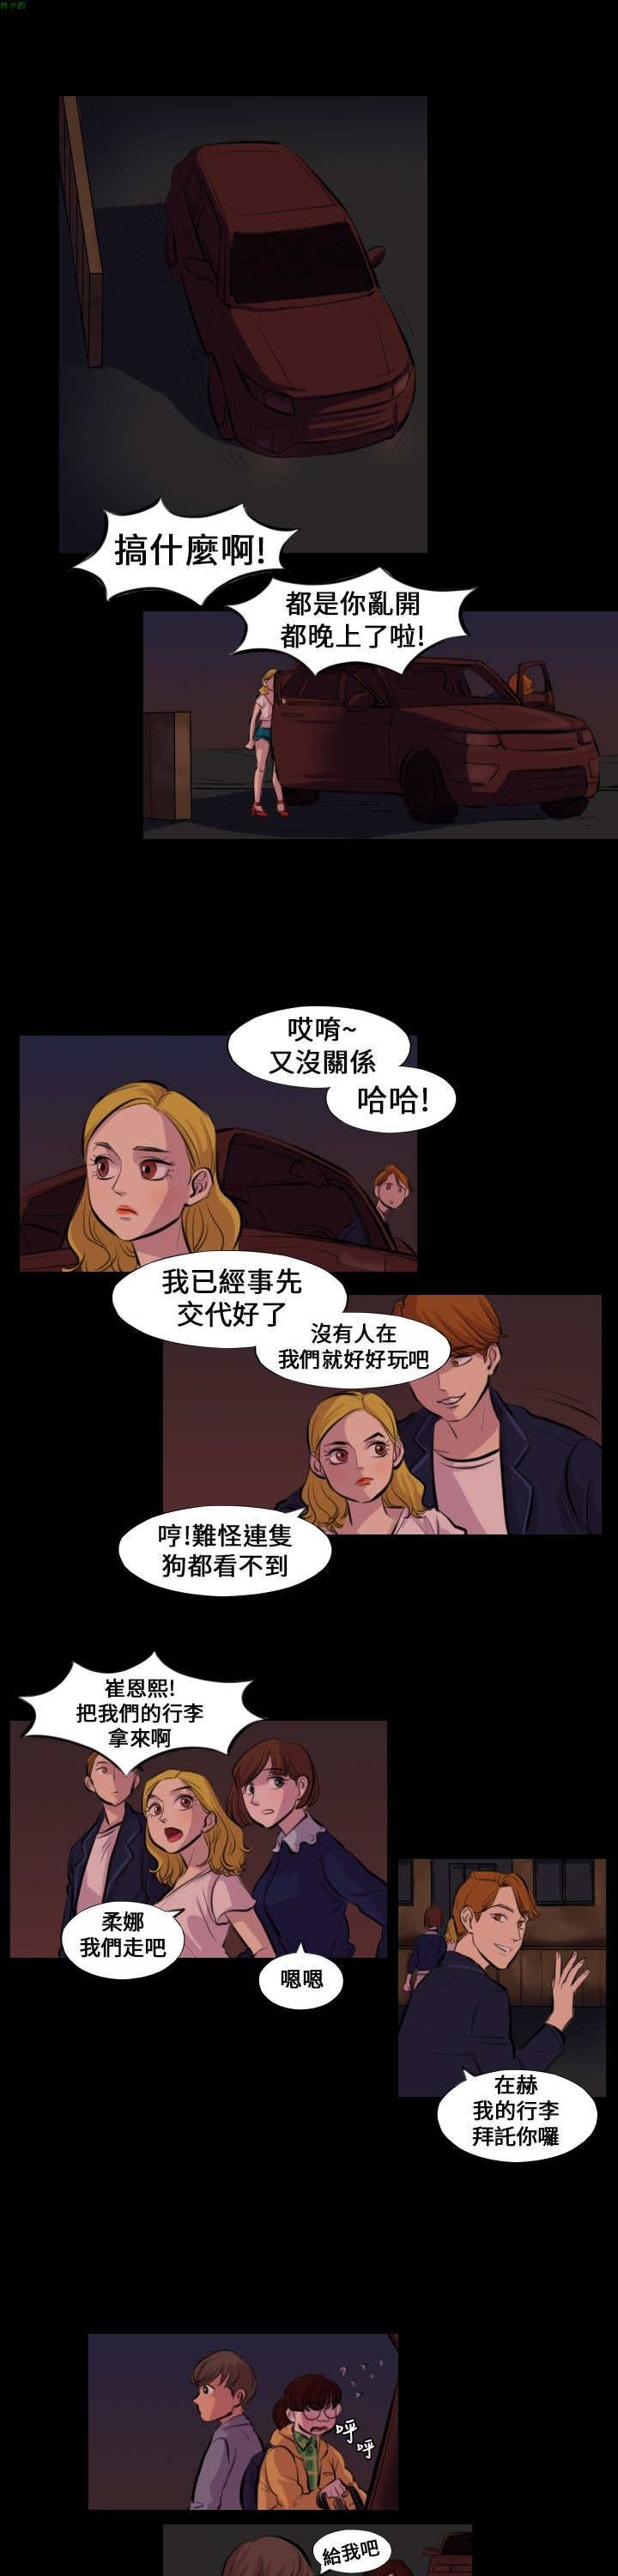 林夕西
搞什麼啊!
都是你亂開
都晚上了啦!
哎唷~
又沒關係
哈哈!
我已經事先
交代好了
沒有人在
我們就好好玩吧
哼!難怪連隻
狗都看不到
崔恩熙!
把我們的行李
拿來啊
柔娜
我們走吧
嗯嗯
在赫
我的行李
拜託你囉
呼
呼
給我吧